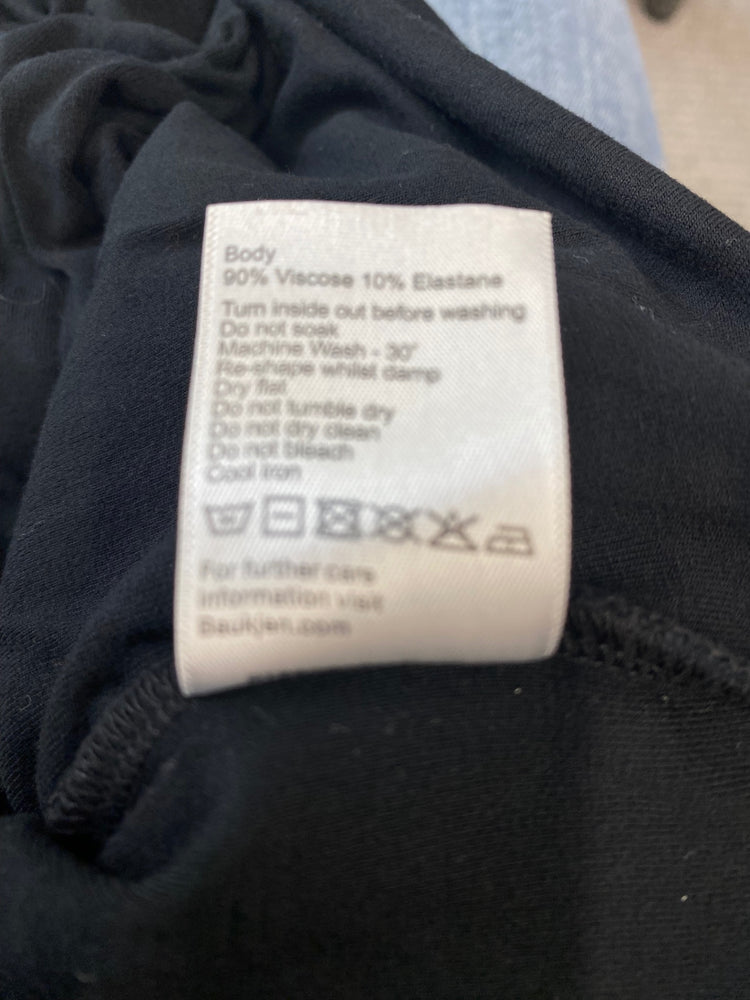 Body
90% Viscose 10% Elastane
Turn inside out before washing
Do not soak
Machine Wash - 30°
Re-shape whilst damp
Dry flat
Do not tumble dry
Do not dry clean
Do not bleach
Cool Iron
For further care
information visit
Baukjen.com